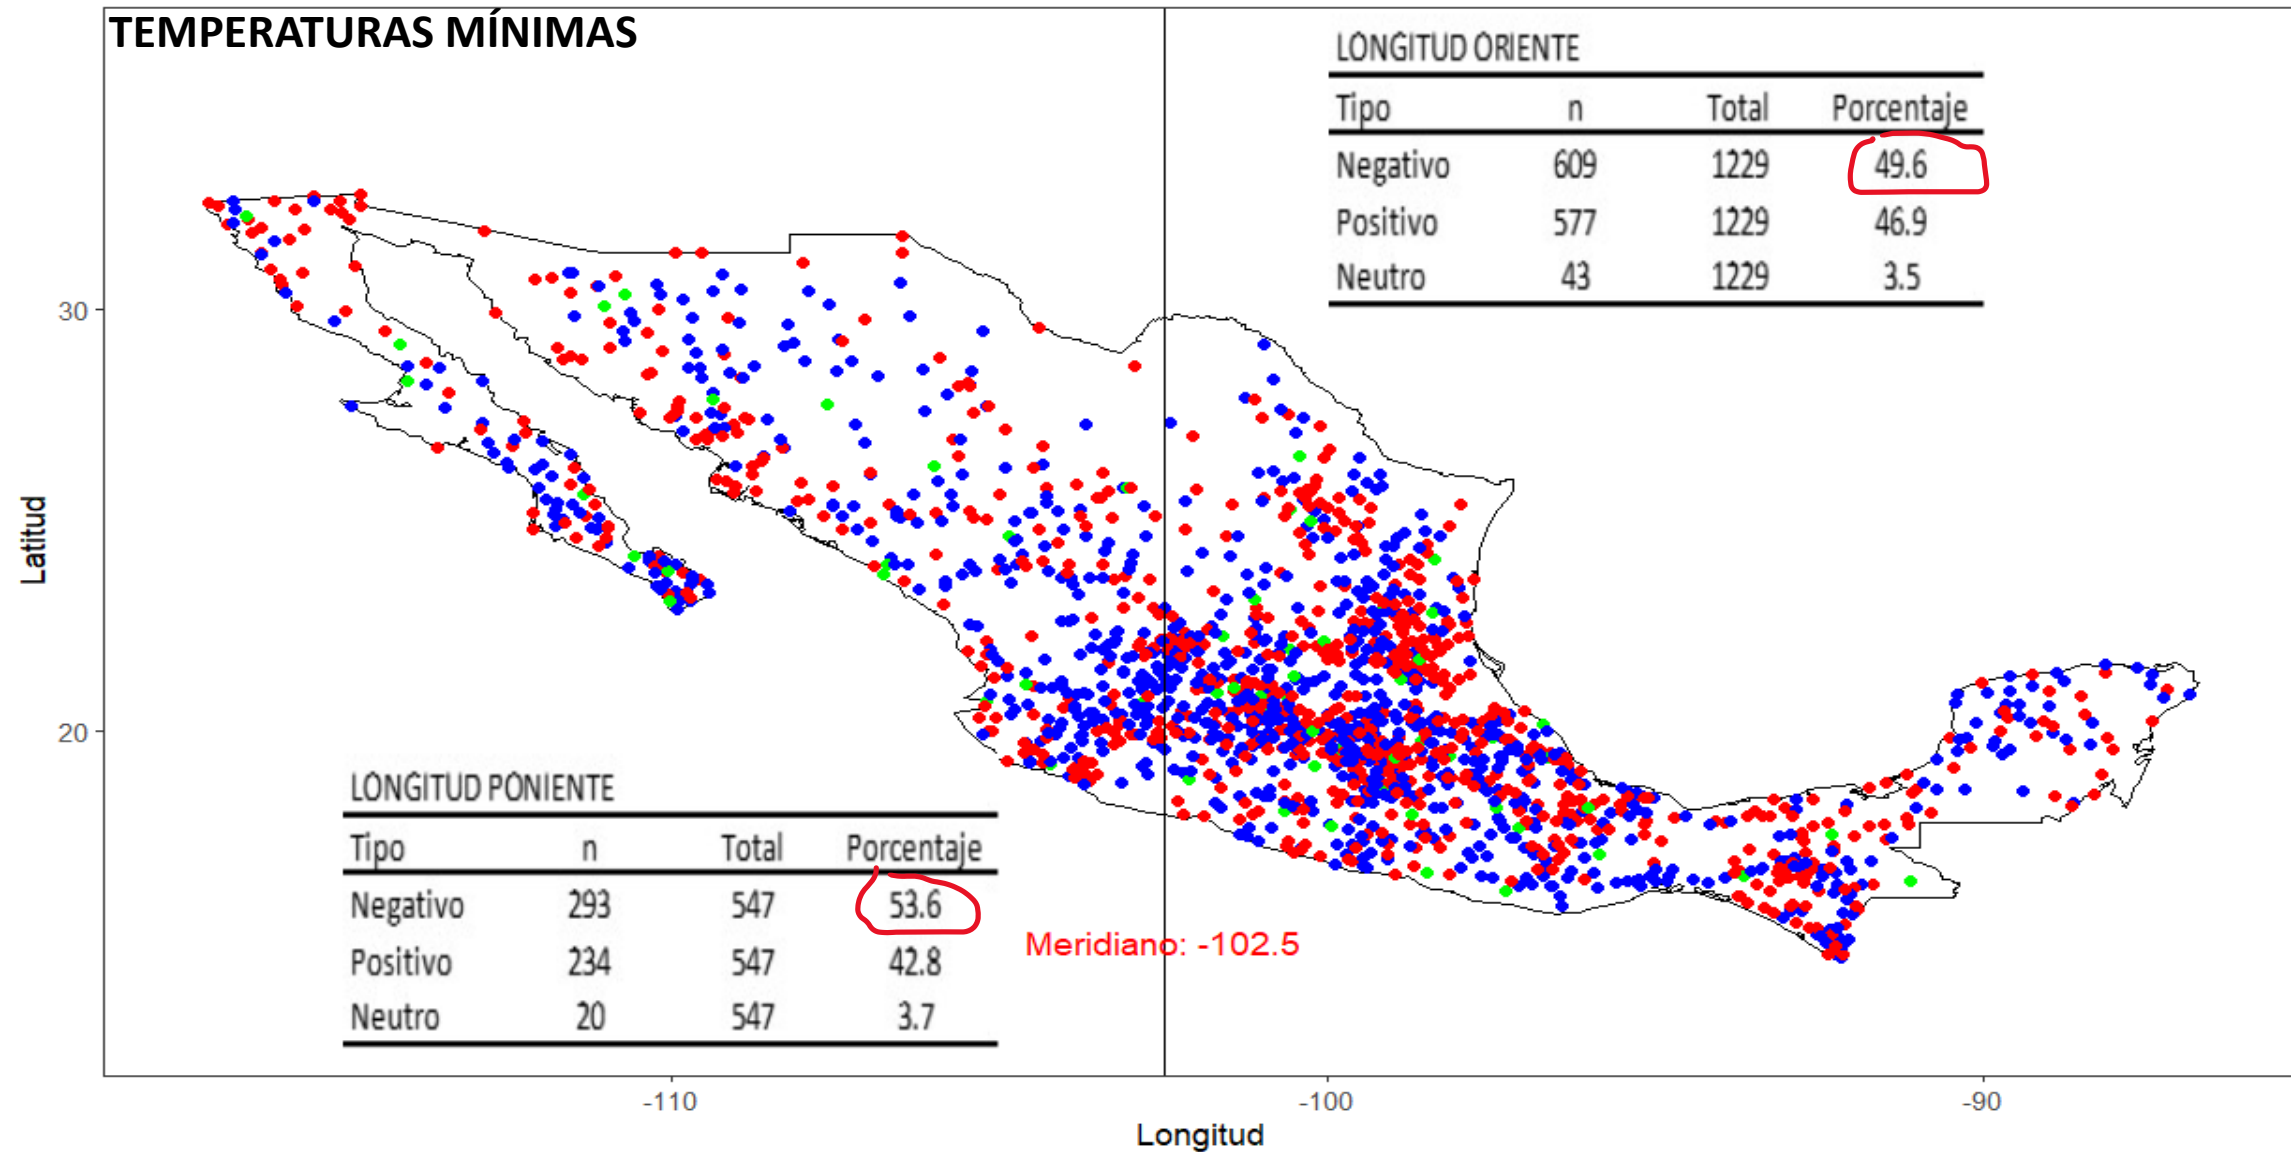 TEMPERATURAS MÍNIMAS
LONGITUD ORIENTE
Tipo n Total Porcentaje
Negativo 609 1229 49.6
Positivo 577 1229 46.9
Neutro 43 1229 3.5
30
20
Latitud
LONGITUD PONIENTE
Tipo n Total Porcentaje
Negativo 293 547 53.6
Positivo 234 547 42.8
Neutro 20 547 3.7
Meridiano: -102.5
-110 -100 -90
Longitud